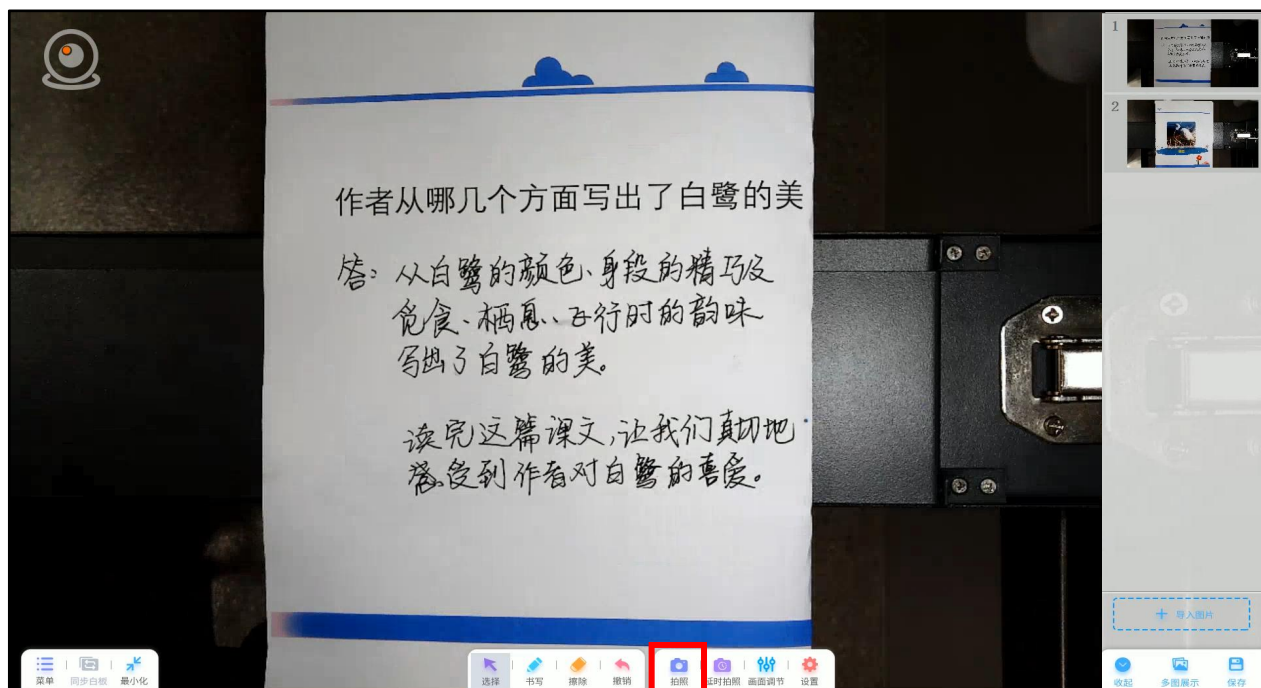 作者从哪几个方面写出了白鹭的美
答：从白鹭的颜色、身段的精巧及
觅食、栖息、飞行时的韵味
写出了白鹭的美。
读完这篇课文,让我们真切地
感受到作者对白鹭的喜爱。
1
2
导入图片
菜单 同步白板 最小化
选择 书写 擦除 撤销
拍照 延时拍照 画面调节 设置
收起 多图展示 保存